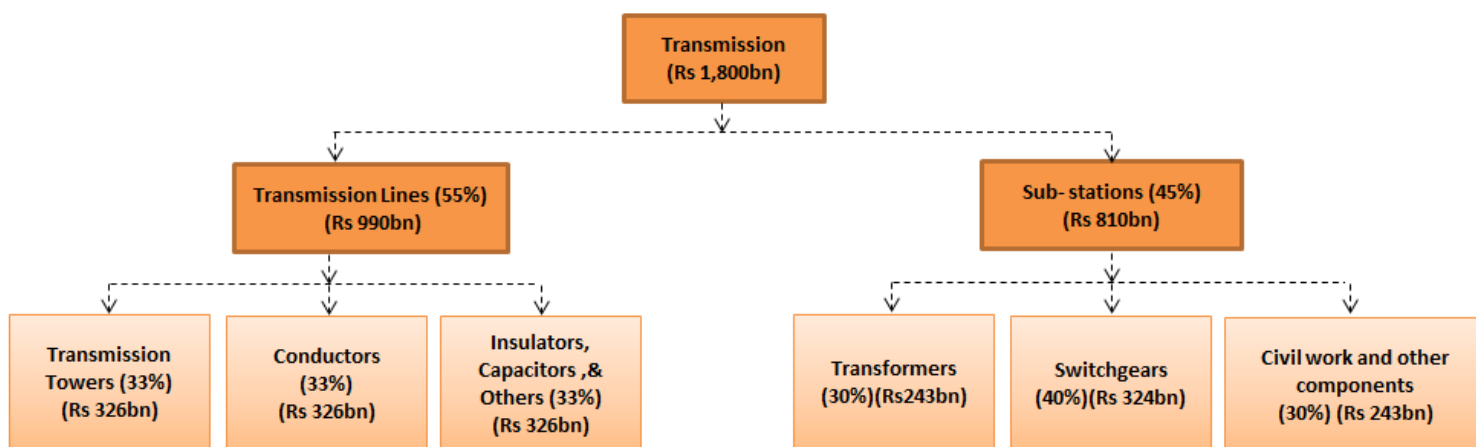 Transmission
(Rs 1,800bn)
Transmission Lines (55%)
(Rs 990bn)
Sub- stations (45%)
(Rs 810bn)
Transmission
Towers (33%)
(Rs 326bn)
Conductors
(33%)
(Rs 326bn)
Insulators,
Capacitors ,&
Others (33%)
(Rs 326bn)
Transformers
(30%)(Rs243bn)
Switchgears
(40%)(Rs 324bn)
Civil work and other
components
(30%) (Rs 243bn)